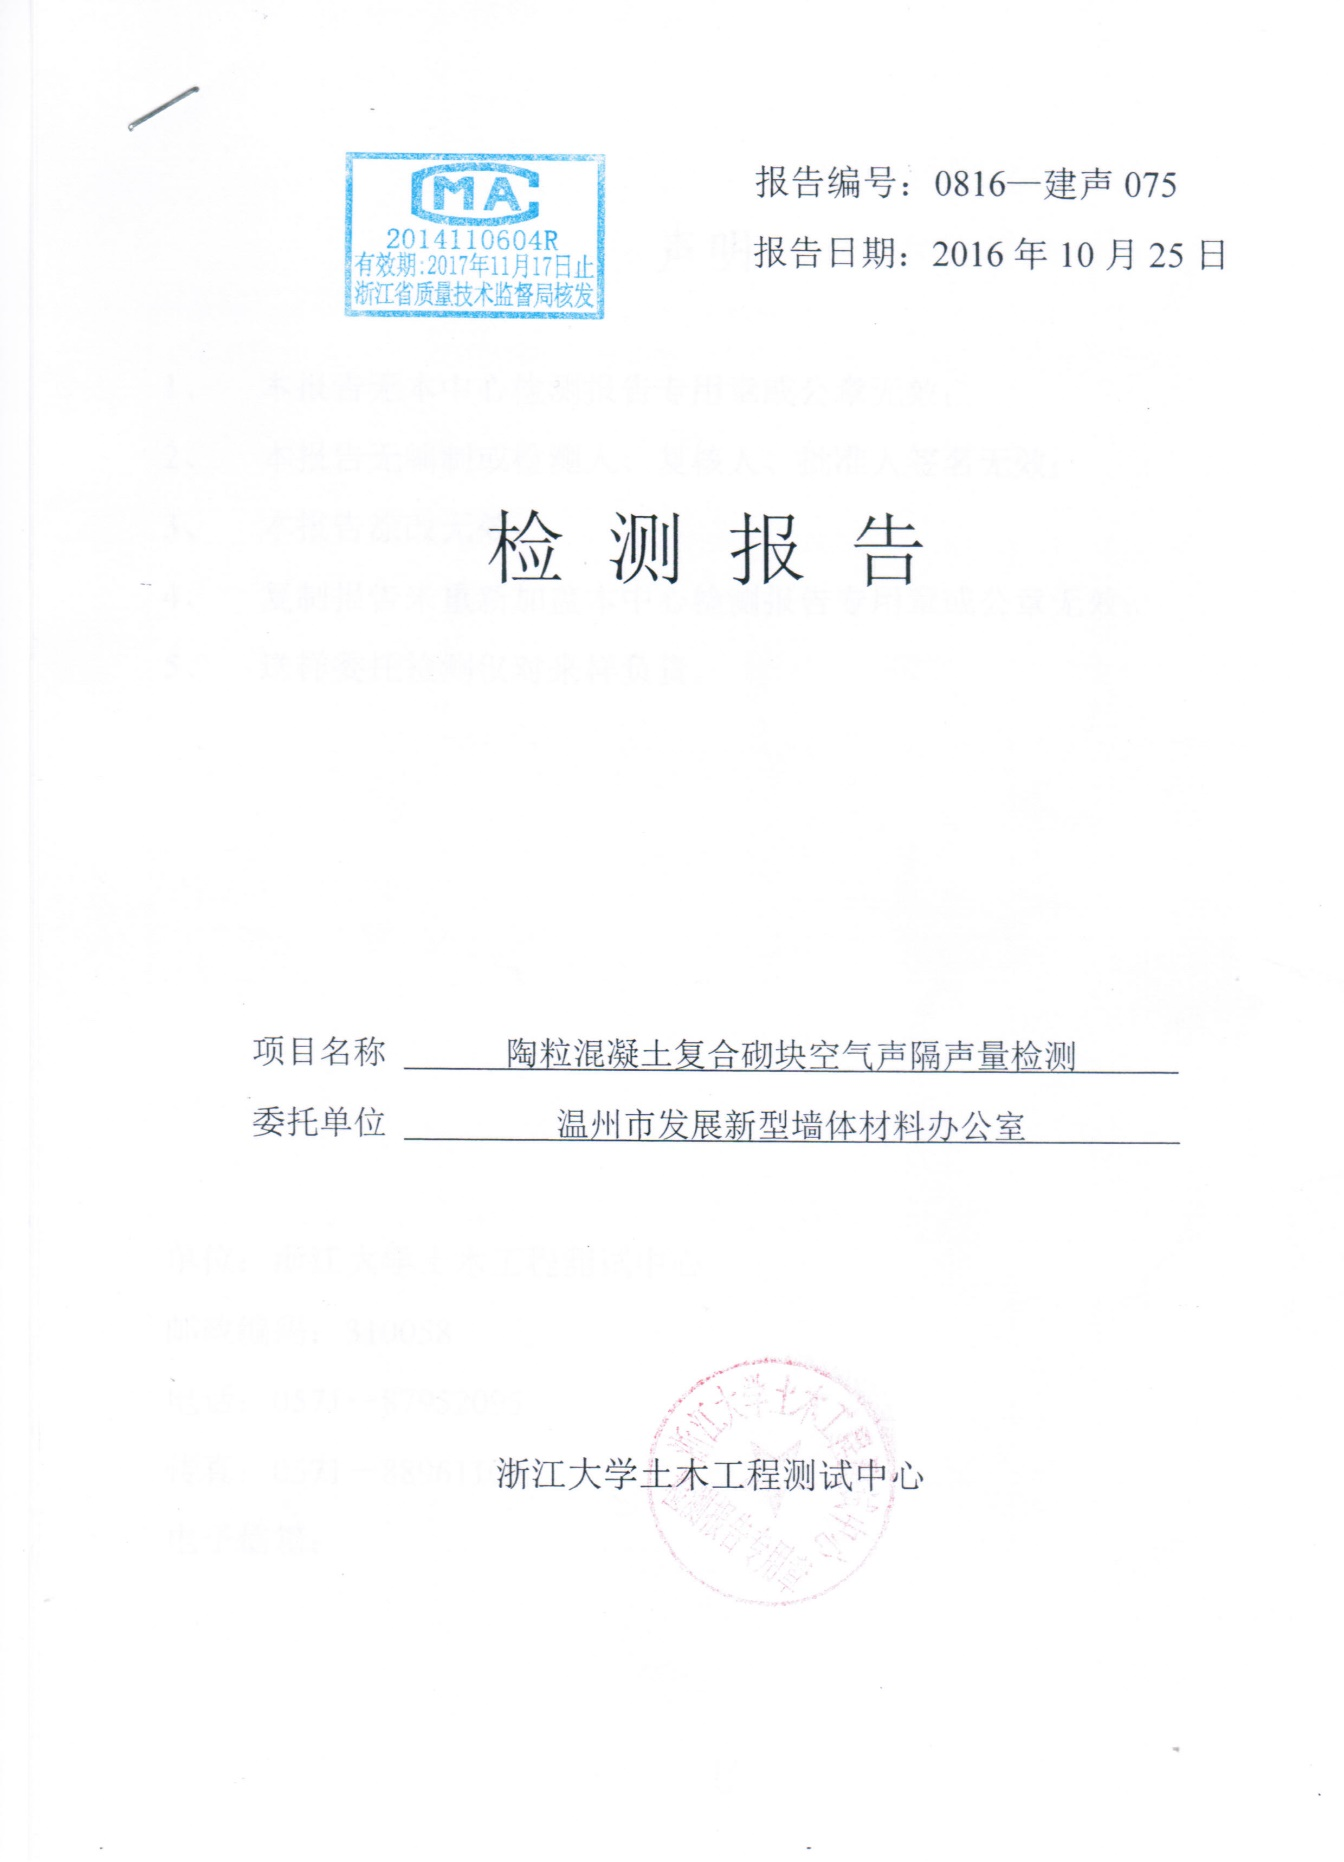 CMA
2014110604R
有效期:2017年11月17日止
浙江省质量技术监督局核发
报告编号：0816—建声 075
报告日期：2016 年 10 月 25 日
检 测 报 告
项目名称 陶粒混凝土复合砌块空气声隔声量检测
委托单位 温州市发展新型墙体材料办公室
浙江大学土木工程测试中心